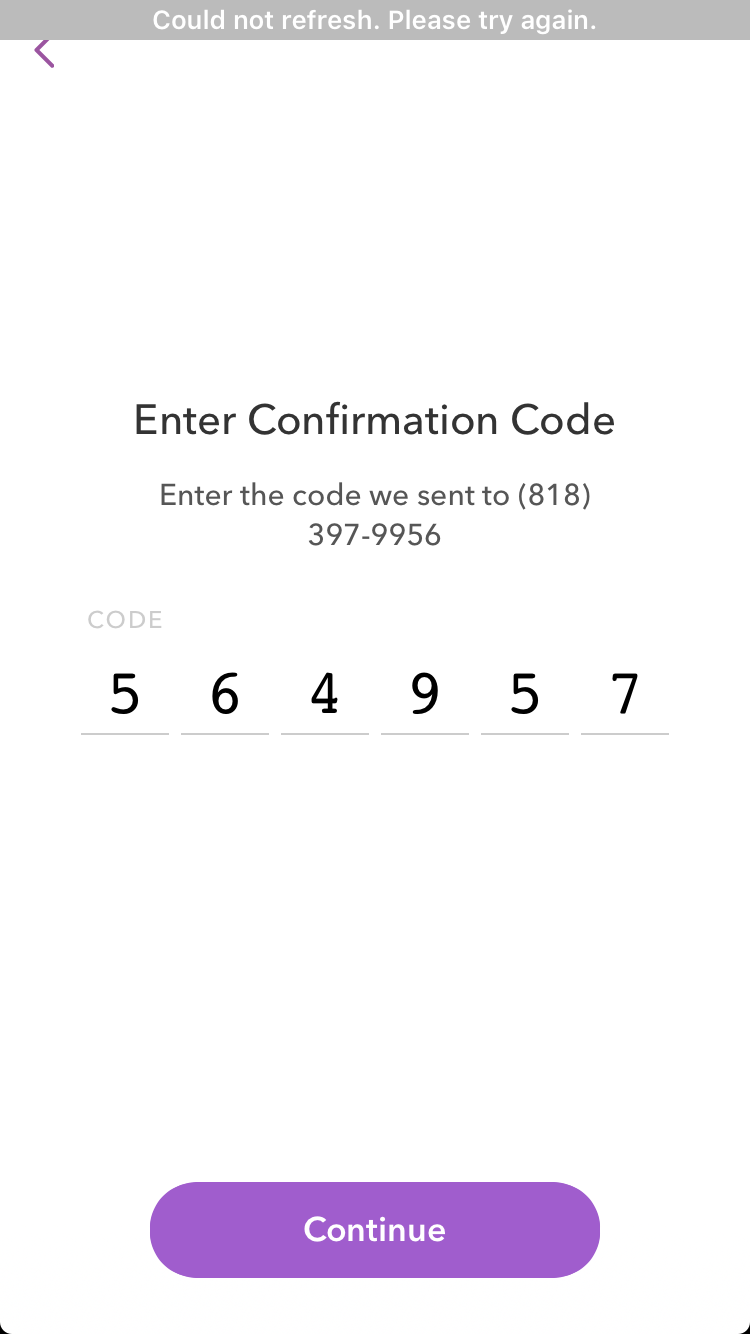 Could not refresh. Please try again.
Enter Confirmation Code
Enter the code we sent to (818)
397-9956
CODE
5 6 4 9 5 7
Continue